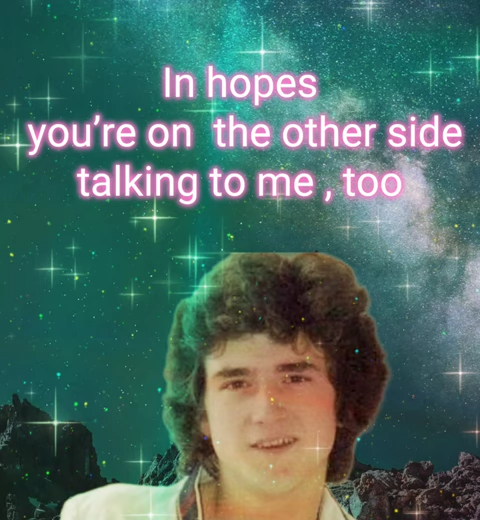 In hopes
you're on the other side
talking to me , too